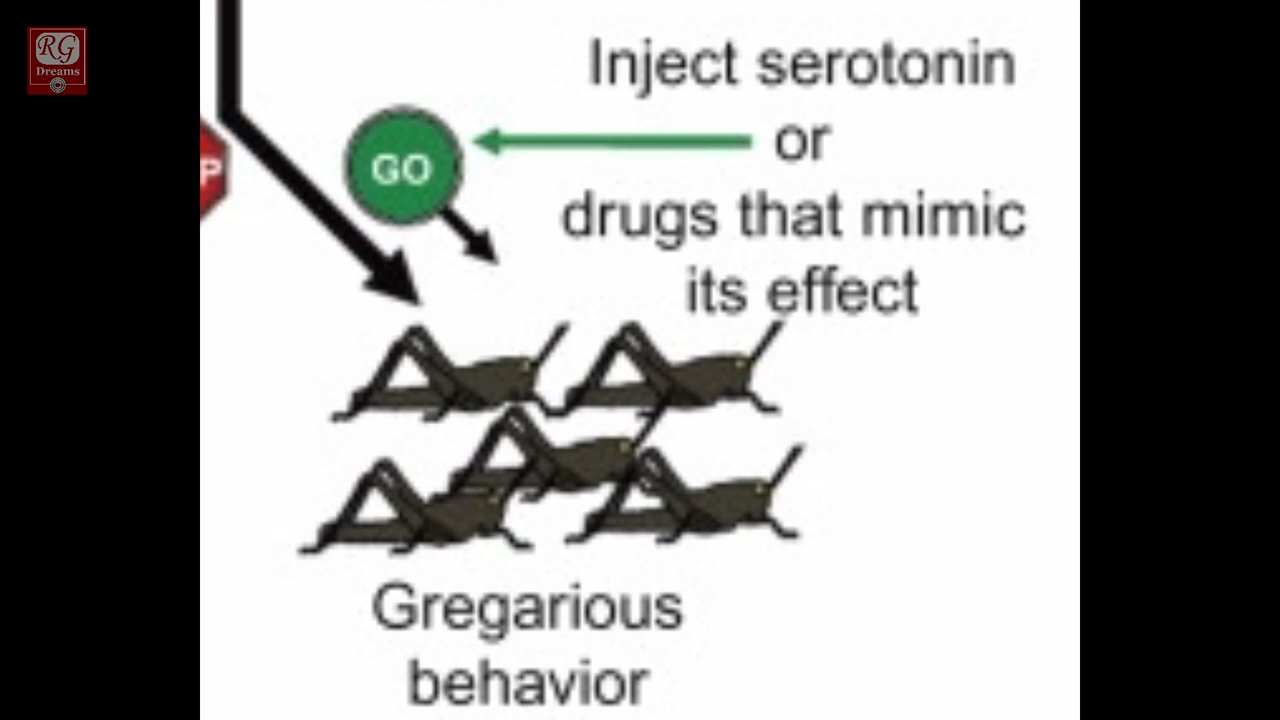 RG
Dreams
Inject serotonin
or
drugs that mimic
its effect
GO
P
Gregarious
behavior